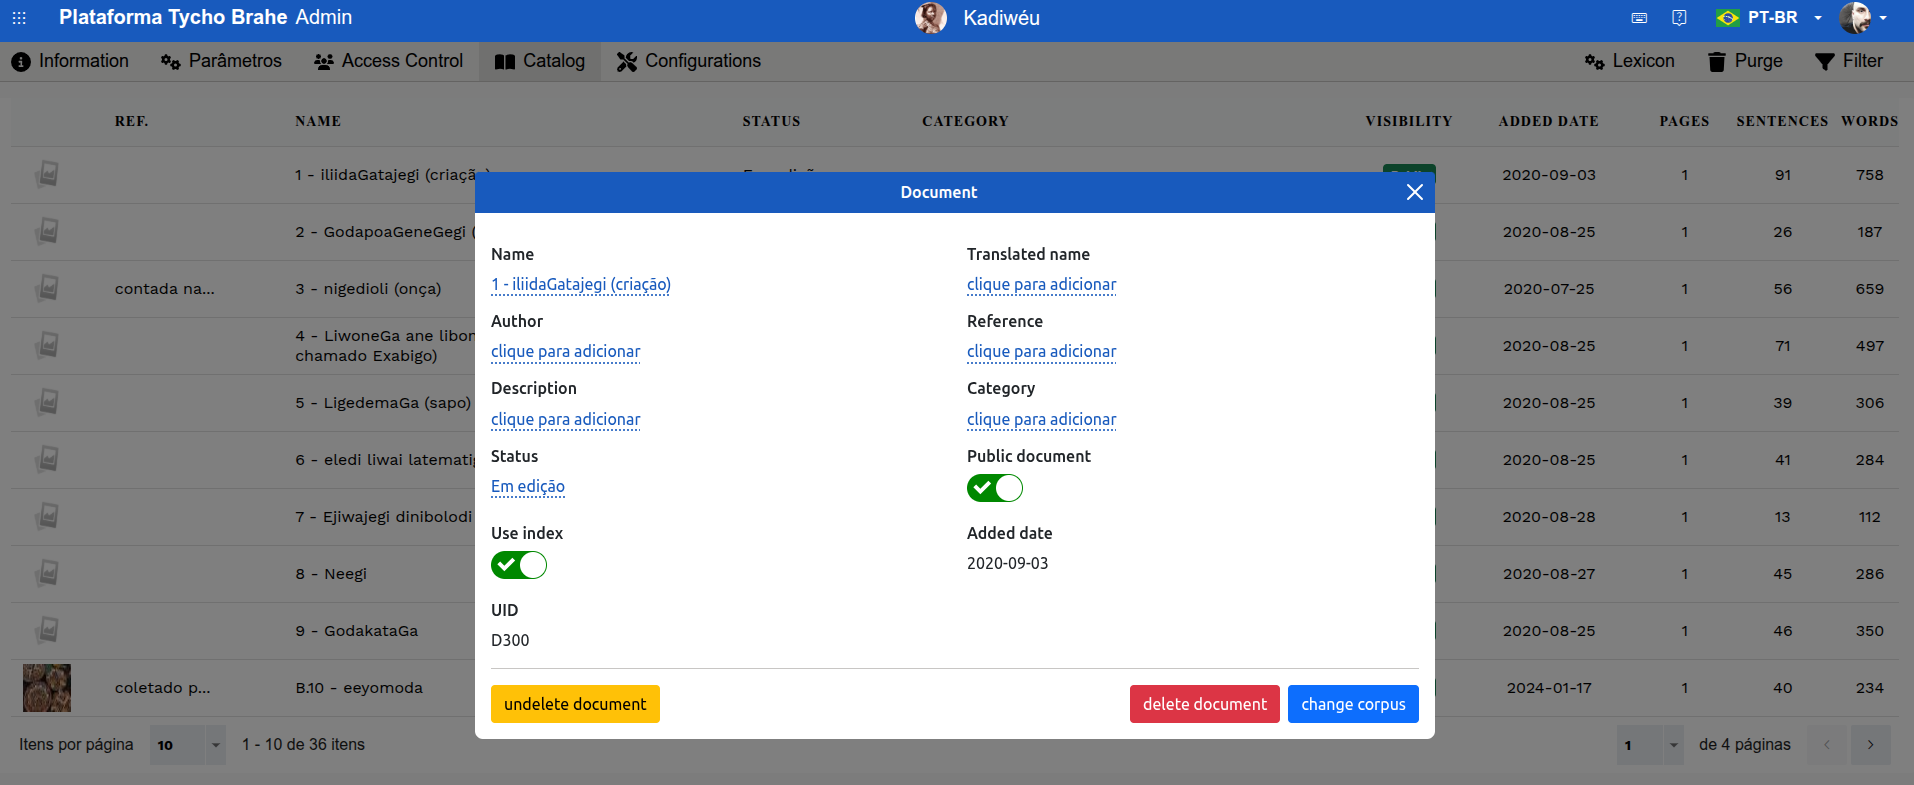 Plataforma Tycho Brahe Admin
Kadiwéu
PT-BR
Information Parâmetros Access Control Catalog Configurations Lexicon Purge Filter
REF. NAME STATUS CATEGORY VISIBILITY ADDED DATE PAGES SENTENCES WORDS
1 - iliidaGatajegi (criação) 2020-09-03 1 91 758
2 - GodapoaGeneGegi ( 2020-08-25 1 26 187
contada na... 3 - nigedioli (onça) 2020-07-25 1 56 659
4 - LiwoneGa ane libon
chamado Exabigo) 2020-08-25 1 71 497
5 - LigedemaGa (sapo) 2020-08-25 1 39 306
6 - eledi liwai latemati 2020-08-25 1 41 284
7 - Ejiwajegi dinibolodi 2020-08-28 1 13 112
8 - Neegi 2020-08-27 1 45 286
9 - GodakataGa 2020-08-25 1 46 350
coletado p... B.10 - eeyomoda 2024-01-17 1 40 234
Itens por página 10 1 - 10 de 36 itens 1 de 4 páginas
Document
Name
1 - iliidaGatajegi (criação)
Translated name
clique para adicionar
Author
clique para adicionar
Reference
clique para adicionar
Description
clique para adicionar
Category
clique para adicionar
Status
Em edição
Public document
Use index
Added date
2020-09-03
UID
D300
undelete document
delete document
change corpus